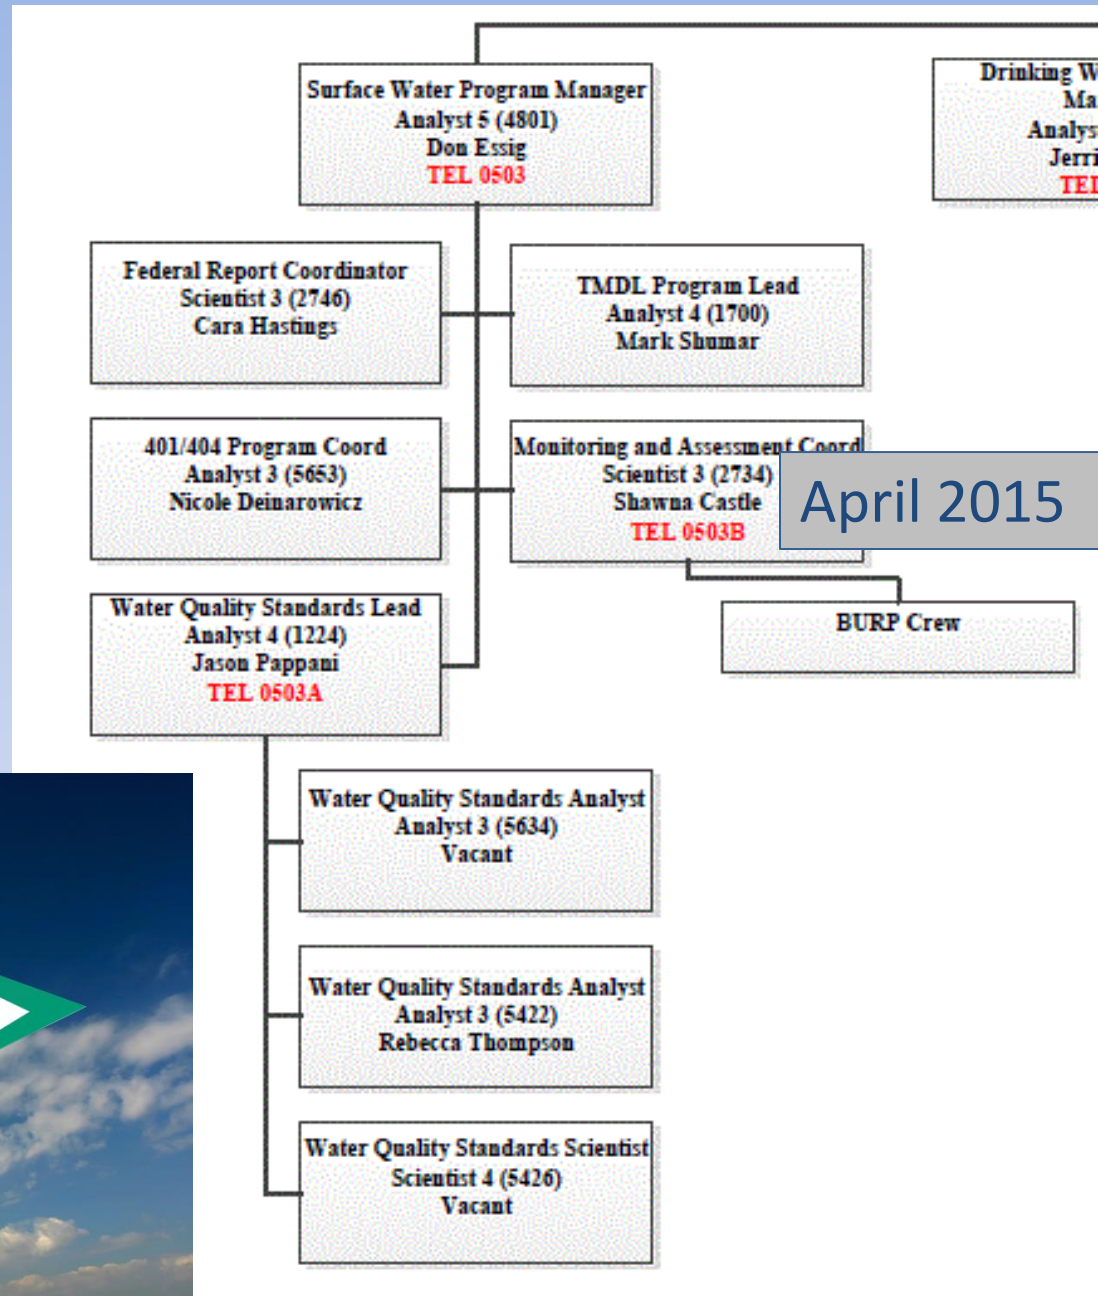 Surface Water Program Manager
Analyst 5 (4801)
Don Essig
TEL 0503
Drinking
Jerri
Federal Report Coordinator
Scientist 3 (2746)
Cara Hastings
TMDL Program Lead
Analyst 4 (1700)
Mark Shumar
401/404 Program Coord
Analyst 3 (5653)
Nicole Deinarowicz
Monitoring and Assessment Coord
Scientist 3 (2734)
Shawna Castle
TEL 0503B
April 2015
Water Quality Standards Lead
Analyst 4 (1224)
Jason Pappani
TEL 0503A
BURP Crew
Water Quality Standards Analyst
Analyst 3 (5634)
Vacant
Water Quality Standards Analyst
Analyst 3 (5422)
Rebecca Thompson
Water Quality Standards Scientist
Scientist 4 (5426)
Vacant